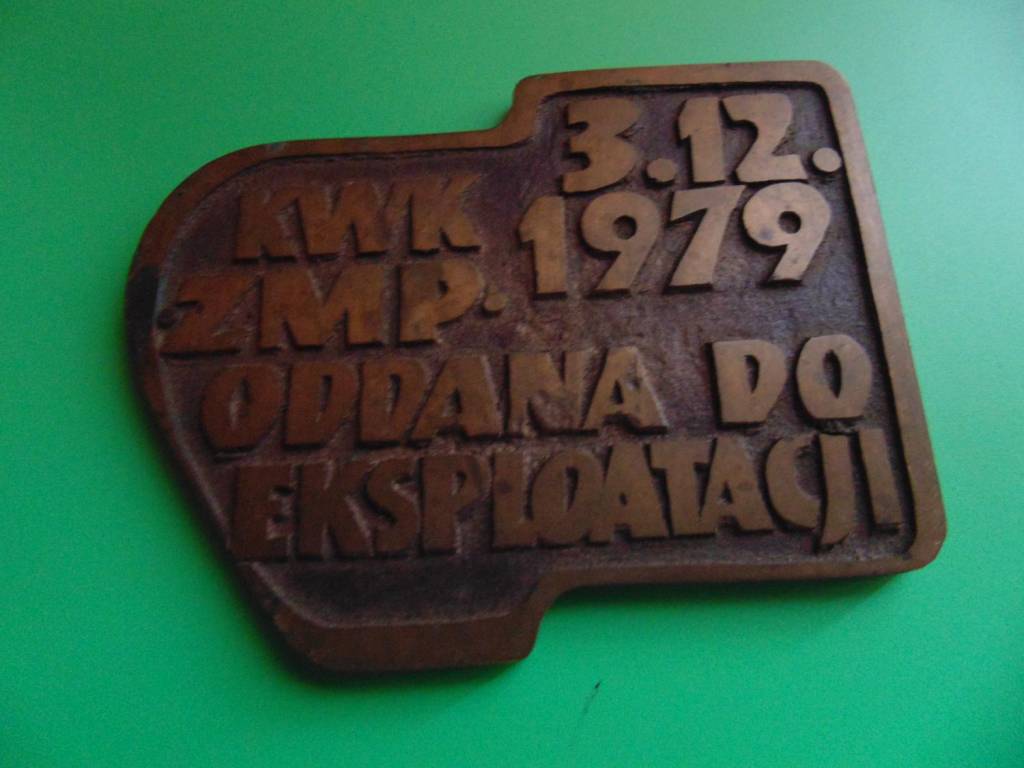 3.12.
1979
KWK
ZMP.
ODDANA DO
EKSPLOATACJI